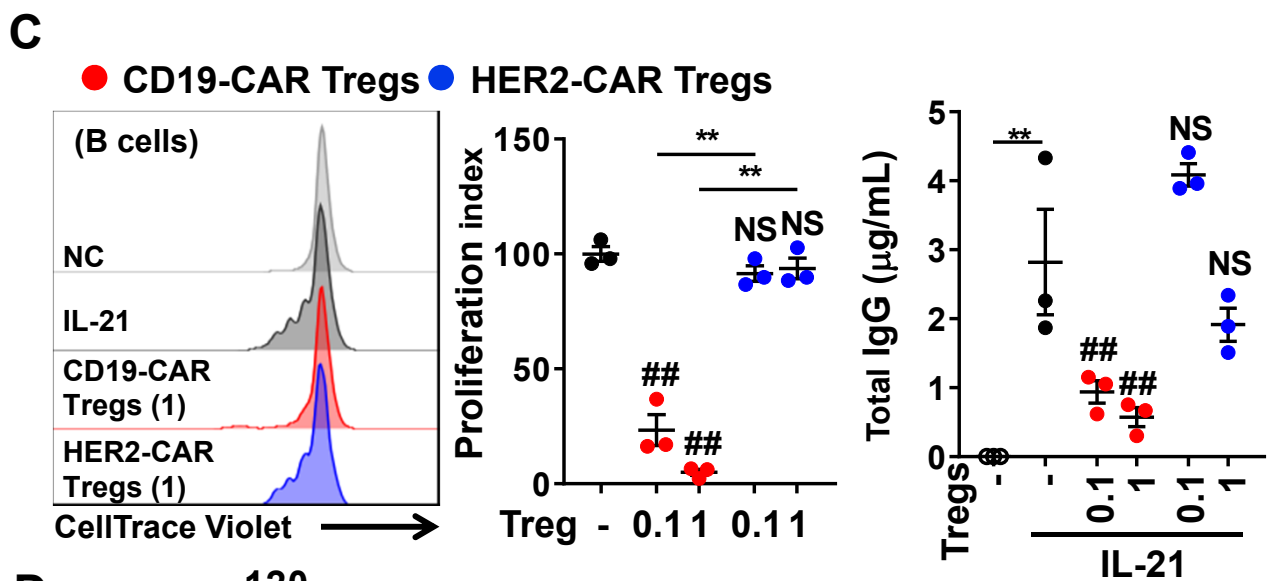 C
CD19-CAR Tregs HER2-CAR Tregs
(B cells)
NC
IL-21
CD19-CAR
Tregs (1)
HER2-CAR
Tregs (1)
CellTrace Violet
Proliferation index
150
100
50
0
**
**
##
##
NS NS
Treg - 0.1 1 0.1 1
Total IgG (μg/mL)
5
4
3
2
1
0
**
##
##
NS
NS
Tregs - - 0.1 1 0.1 1
IL-21